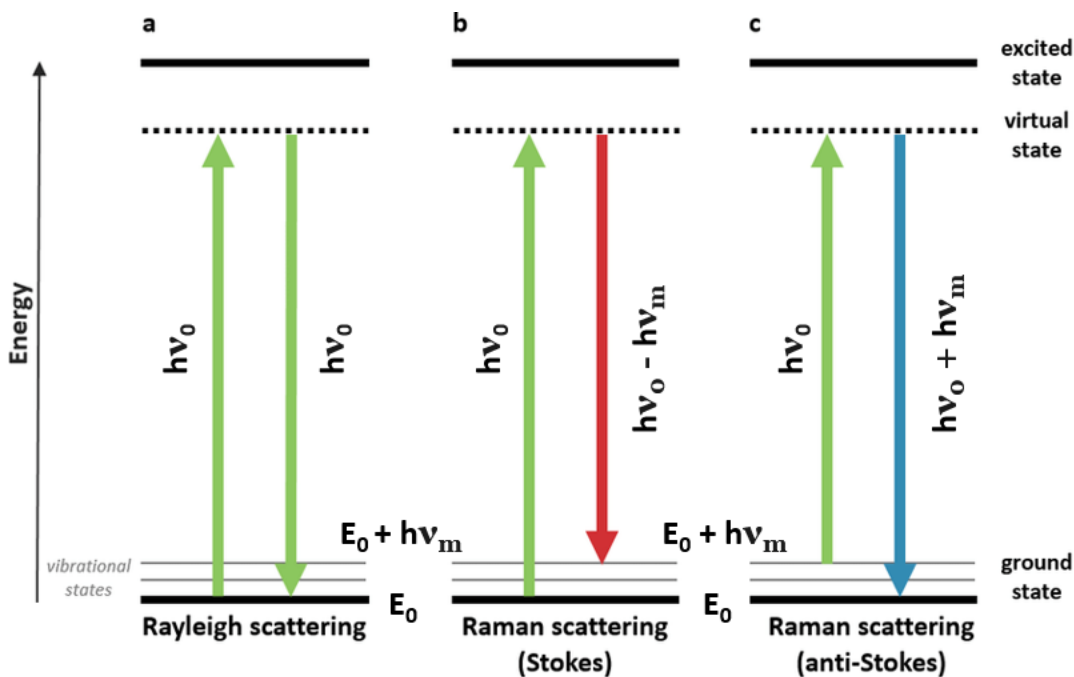 a
b
c
excited
state
virtual
state
Energy
hν₀
hν₀
hν₀
hνₒ - hνₘ
hν₀
hνₒ + hνₘ
E₀ + hνₘ
E₀ + hνₘ
vibrational
states
ground
state
E₀
E₀
Rayleigh scattering
Raman scattering
(Stokes)
Raman scattering
(anti-Stokes)